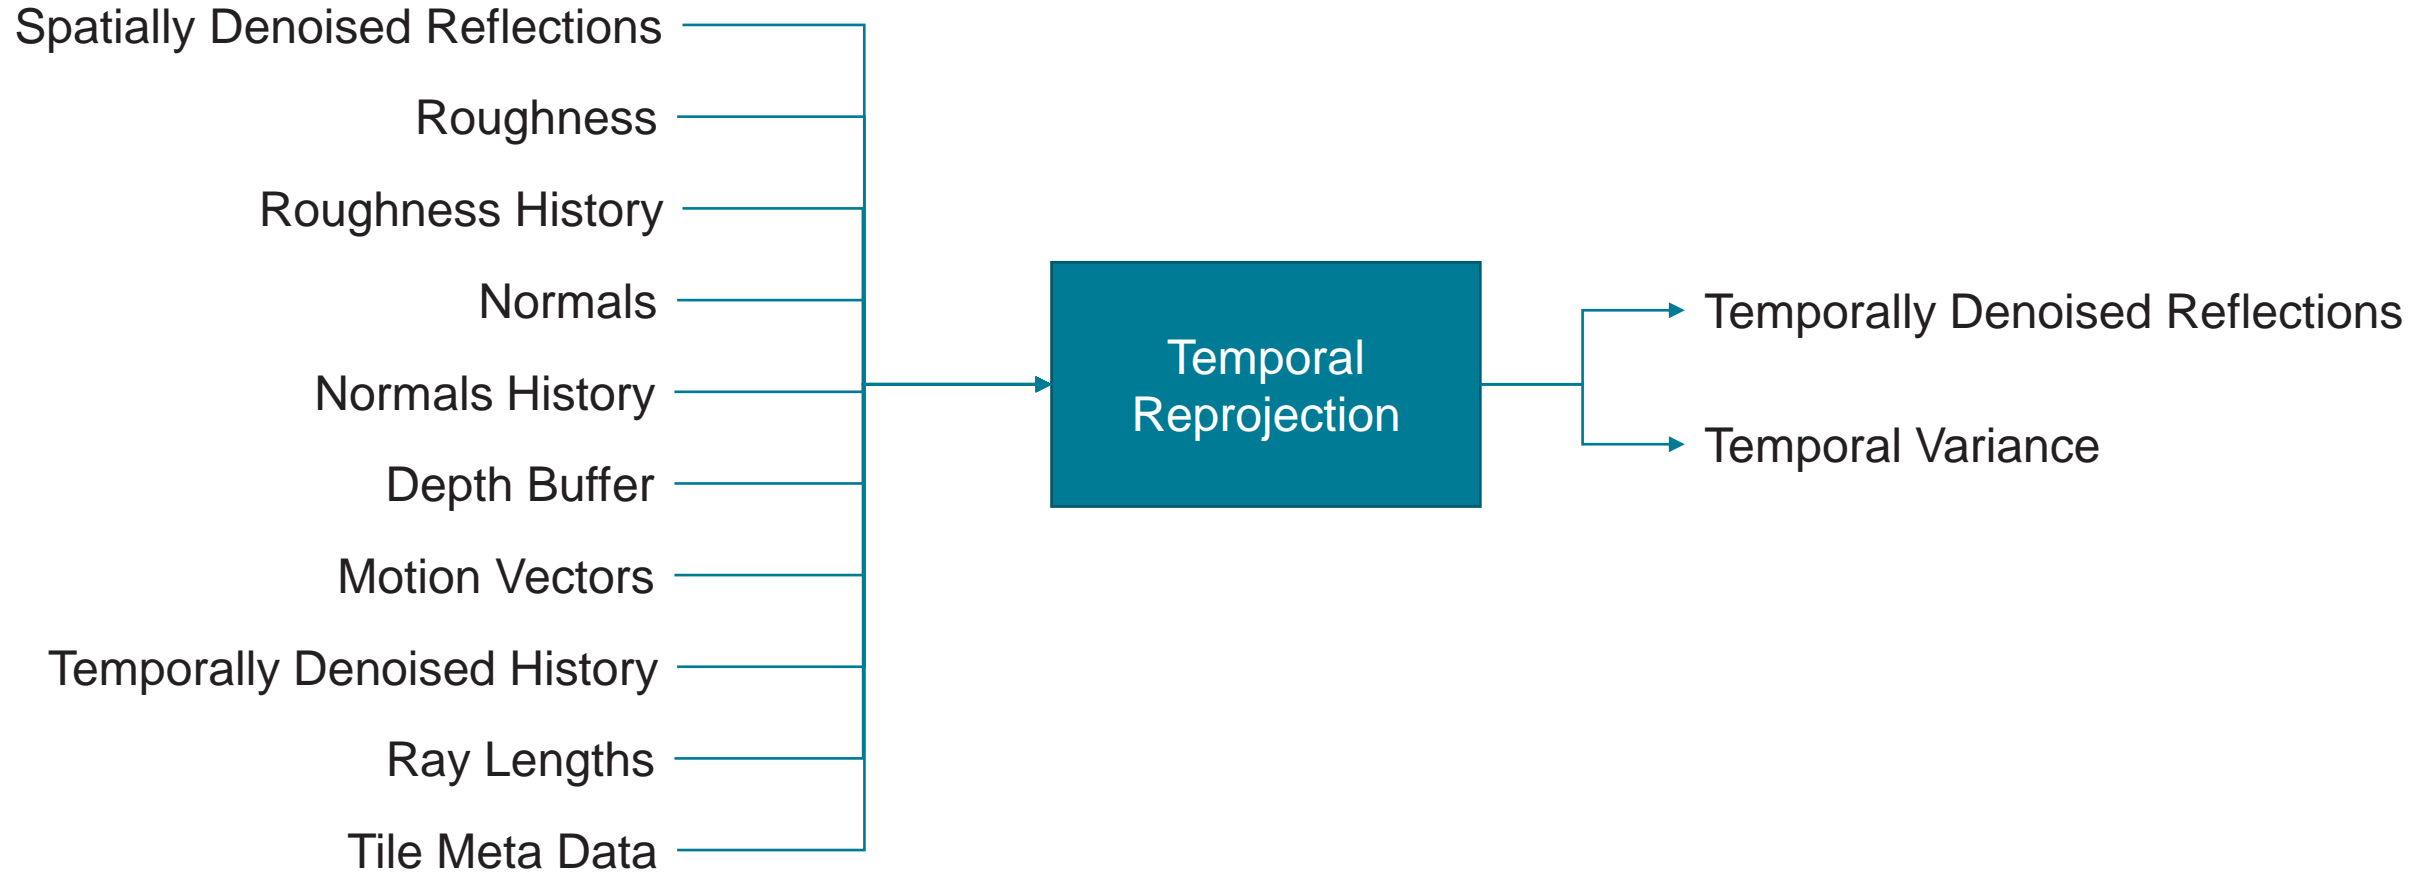 Spatially Denoised Reflections
Roughness
Roughness History
Normals
Normals History
Depth Buffer
Motion Vectors
Temporally Denoised History
Ray Lengths
Tile Meta Data
Temporal
Reprojection
Temporally Denoised Reflections
Temporal Variance